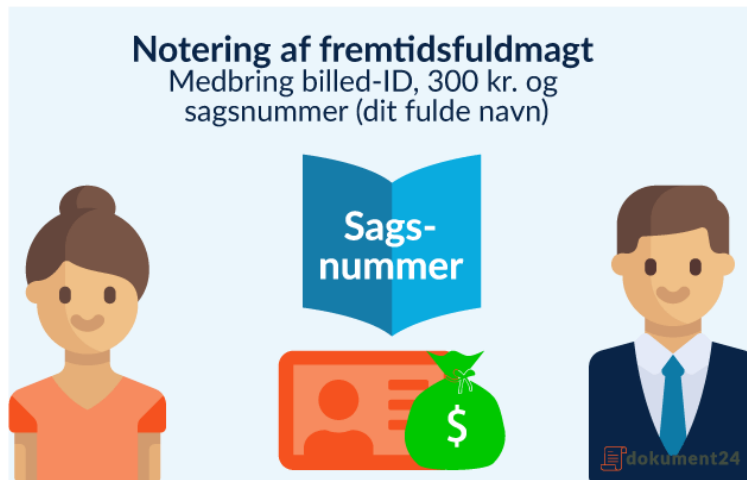 Notering af fremtidsfuldmagt
Medbring billed-ID, 300 kr. og
sagsnummer (dit fulde navn)
Sags-
nummer
$
dokument24